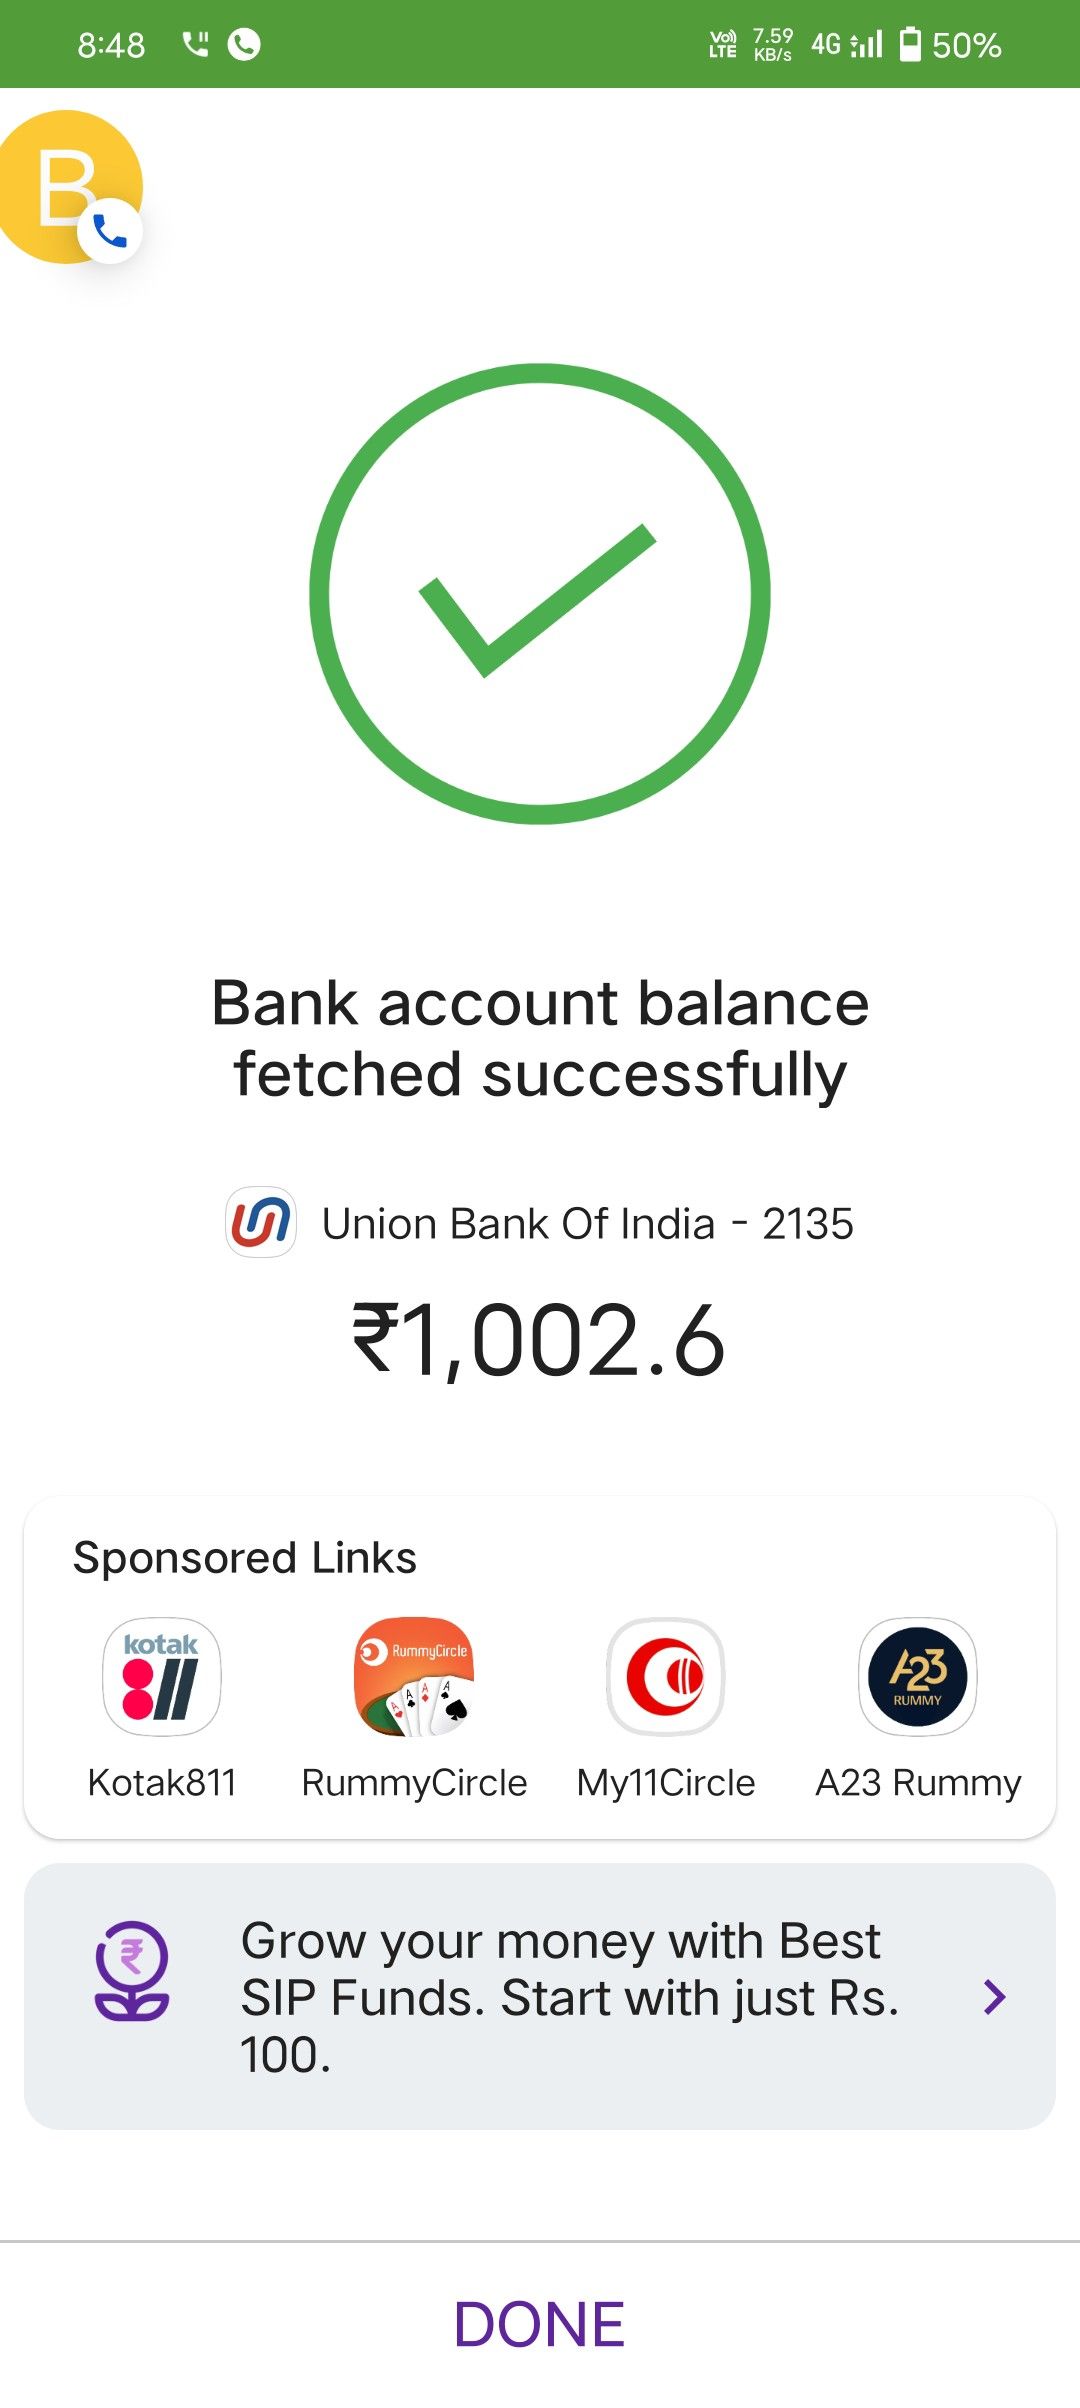 8:48 Vo)) LTE 7.59 KB/s 4G 50%
B
Bank account balance
fetched successfully
Union Bank Of India - 2135
₹1,002.6
Sponsored Links
kotak 811
RummyCircle
A23
RUMMY
Kotak811 RummyCircle My11Circle A23 Rummy
Grow your money with Best
SIP Funds. Start with just Rs.
100.
DONE